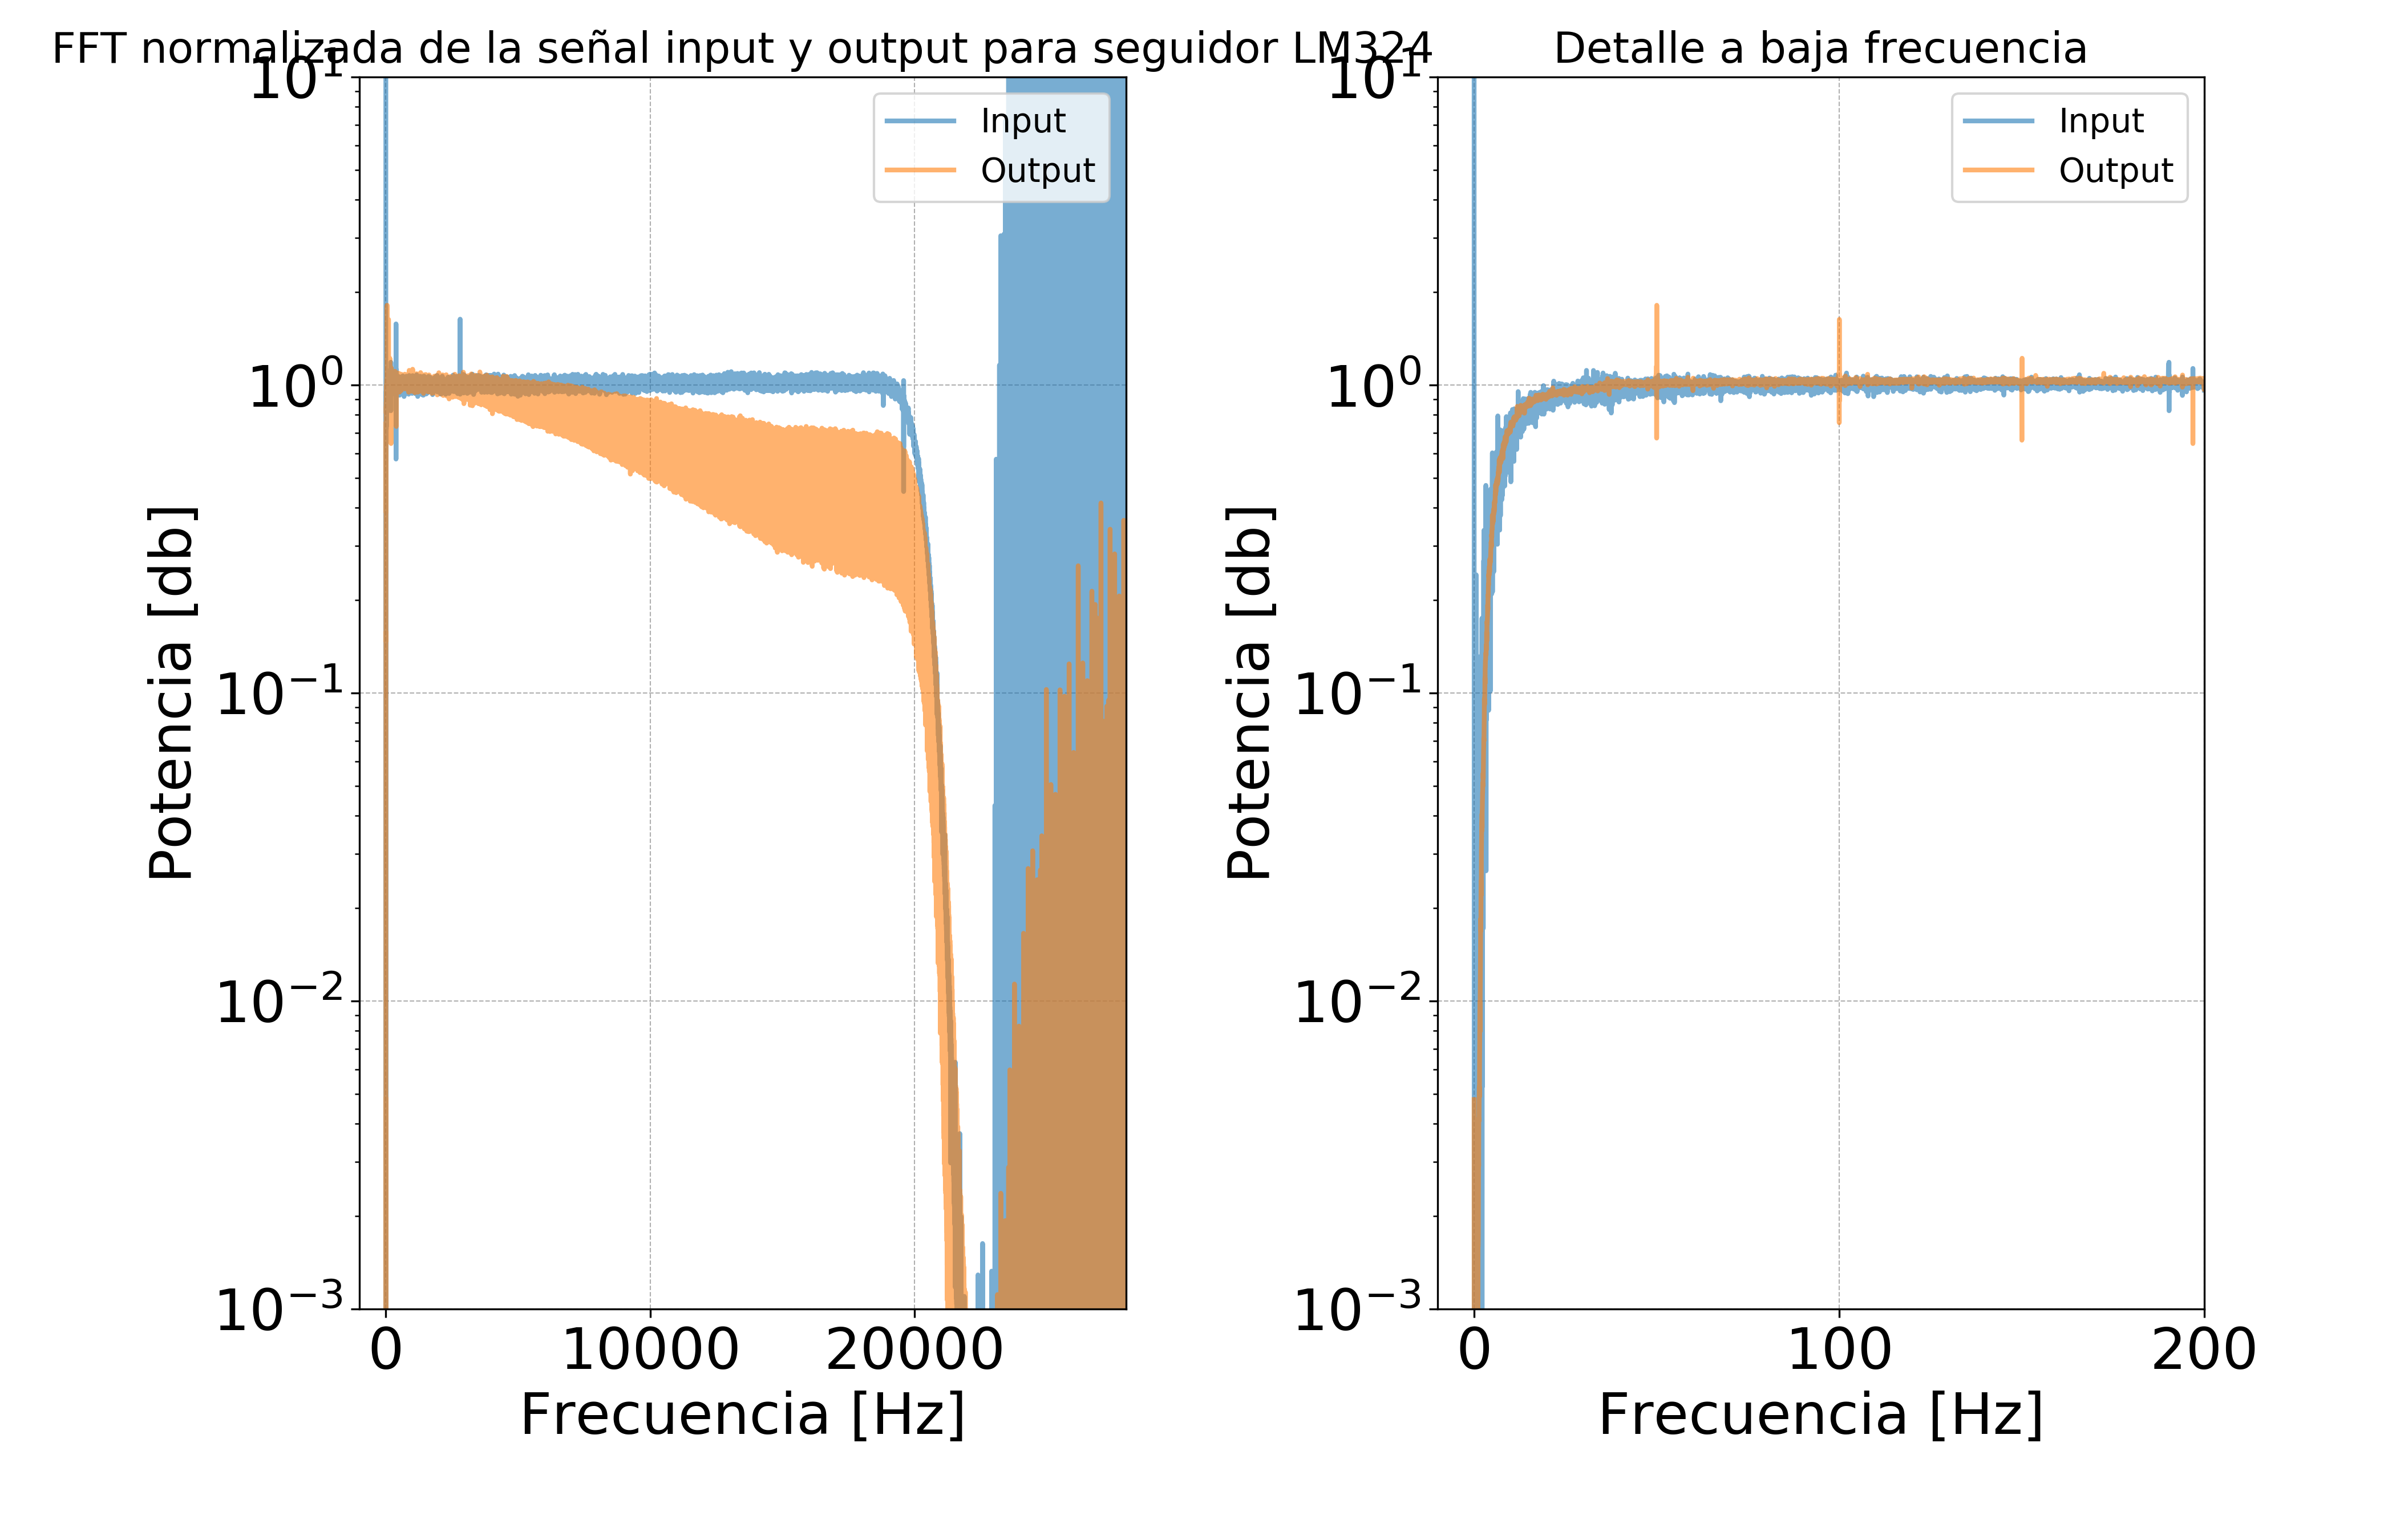 FFT normalizada de la señal input y output para seguidor LM324
Detalle a baja frecuencia
10¹
10⁰
10⁻¹
10⁻²
10⁻³
Potencia [db]
Input
Output
0
10000
20000
Frecuencia [Hz]
10¹
10⁰
10⁻¹
10⁻²
10⁻³
Potencia [db]
Input
Output
0
100
200
Frecuencia [Hz]